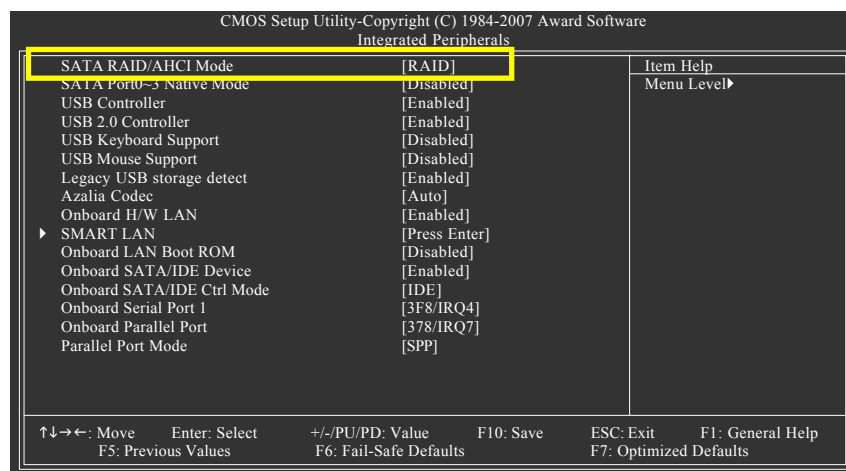 CMOS Setup Utility-Copyright (C) 1984-2007 Award Software
Integrated Peripherals
SATA RAID/AHCI Mode [RAID] Item Help
SATA Port0~3 Native Mode [Disabled] Menu Level▶
USB Controller [Enabled]
USB 2.0 Controller [Enabled]
USB Keyboard Support [Disabled]
USB Mouse Support [Disabled]
Legacy USB storage detect [Enabled]
Azalia Codec [Auto]
Onboard H/W LAN [Enabled]
▶ SMART LAN [Press Enter]
Onboard LAN Boot ROM [Disabled]
Onboard SATA/IDE Device [Enabled]
Onboard SATA/IDE Ctrl Mode [IDE]
Onboard Serial Port 1 [3F8/IRQ4]
Onboard Parallel Port [378/IRQ7]
Parallel Port Mode [SPP]
↑↓→←: Move Enter: Select +/-/PU/PD: Value F10: Save ESC: Exit F1: General Help
F5: Previous Values F6: Fail-Safe Defaults F7: Optimized Defaults